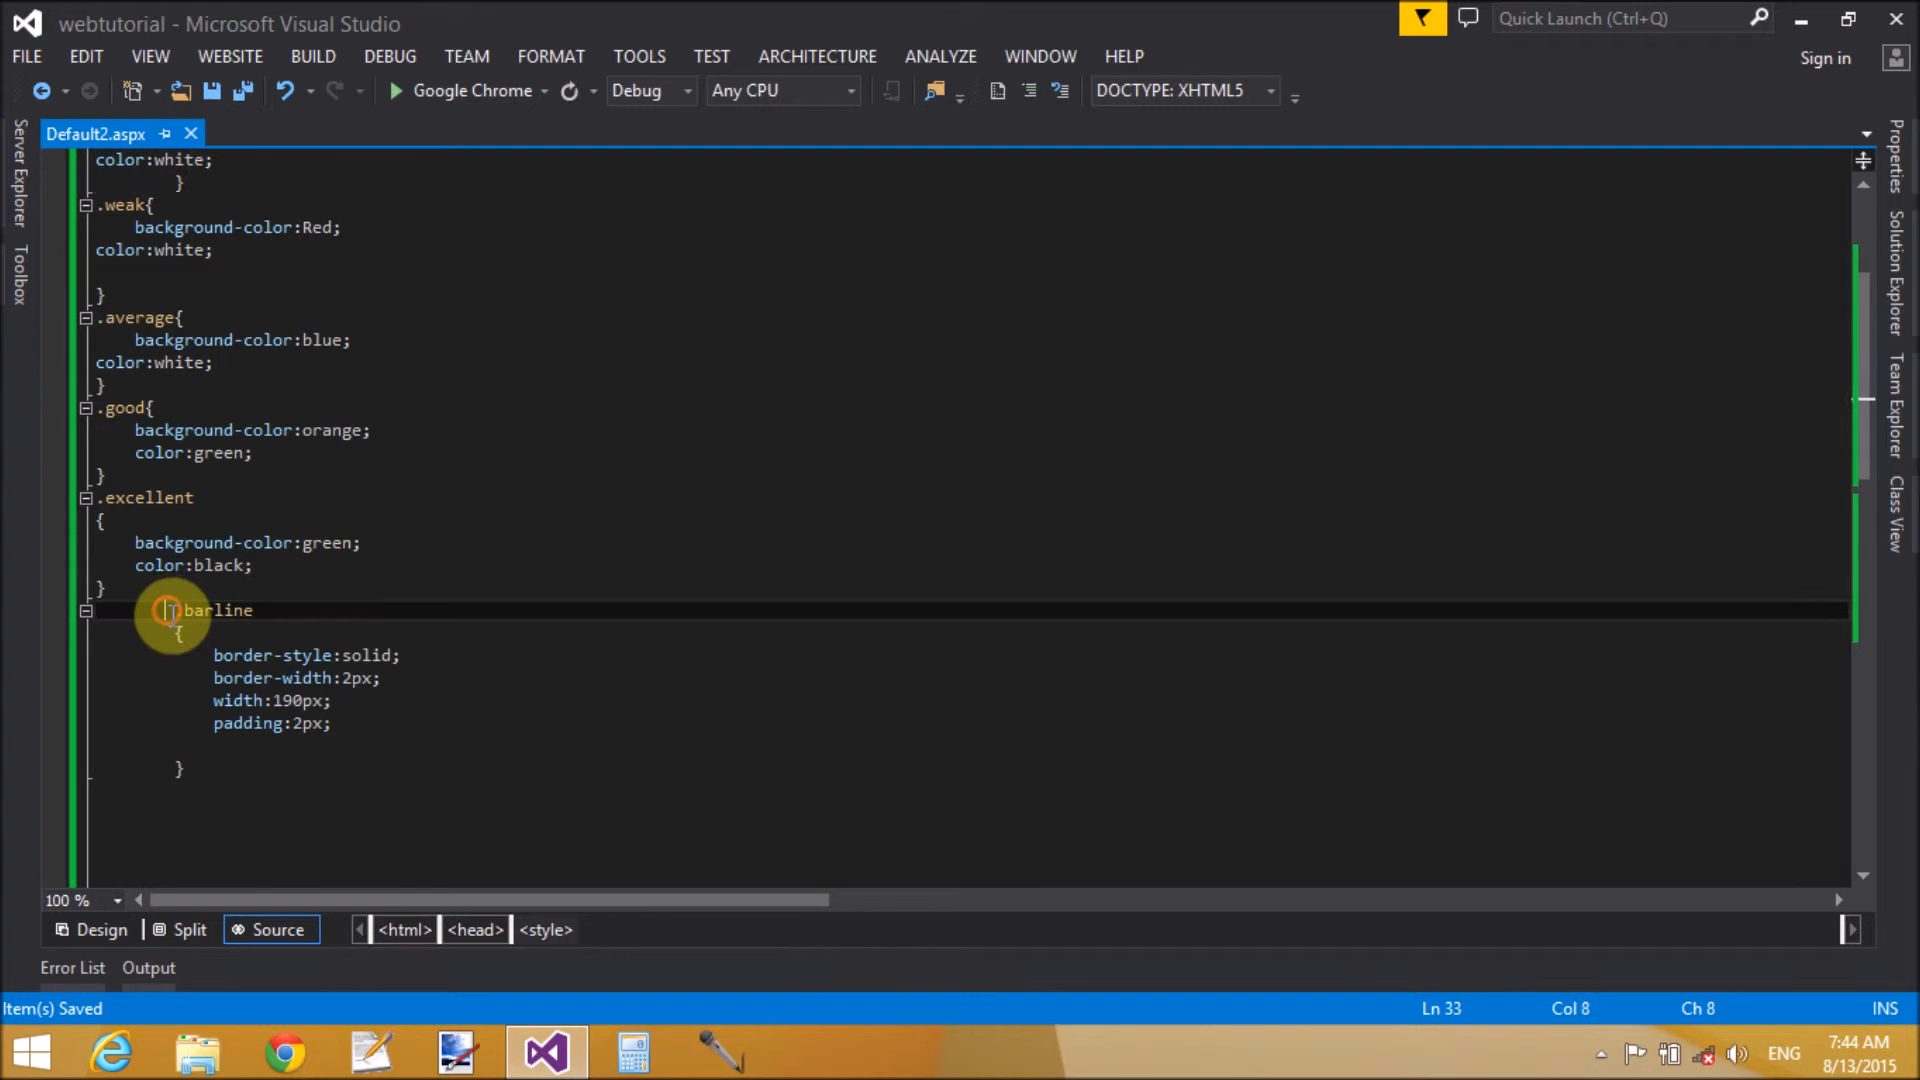 webtutorial - Microsoft Visual Studio
Quick Launch (Ctrl+Q)
FILE EDIT VIEW WEBSITE BUILD DEBUG TEAM FORMAT TOOLS TEST ARCHITECTURE ANALYZE WINDOW HELP
Sign in
Google Chrome Debug Any CPU DOCTYPE: XHTML5
Server Explorer
Toolbox
Default2.aspx
color:white;
}
.weak{
background-color:Red;
color:white;
}
.average{
background-color:blue;
color:white;
}
.good{
background-color:orange;
color:green;
}
.excellent
{
background-color:green;
color:black;
}
.barline
{
border-style:solid;
border-width:2px;
width:190px;
padding:2px;
}
Properties
Solution Explorer
Team Explorer
Class View
100 %
Design Split Source <html> <head> <style>
Error List Output
Item(s) Saved Ln 33 Col 8 Ch 8 INS
ENG
7:44 AM
8/13/2015